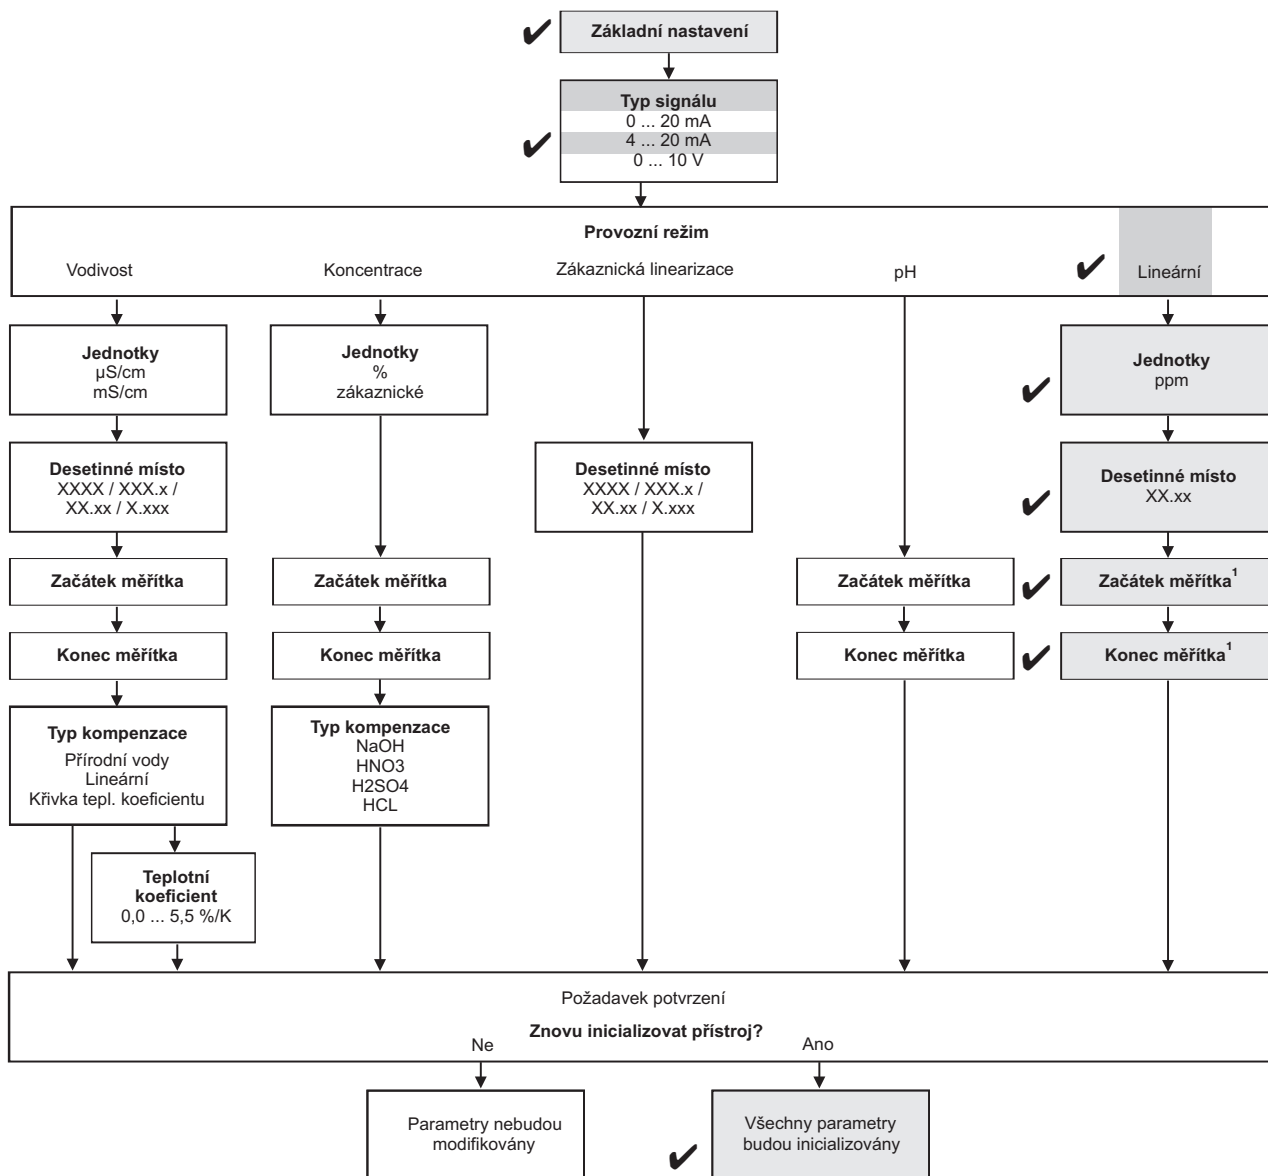 Základní nastavení
Typ signálu
0 ... 20 mA
4 ... 20 mA
0 ... 10 V
Provozní režim
Vodivost
Koncentrace
Zákaznická linearizace
pH
Lineární
Jednotky
µS/cm
mS/cm
Jednotky
%
zákaznické
Jednotky
ppm
Desetinné místo
XXXX / XXX.x /
XX.xx / X.xxx
Desetinné místo
XXXX / XXX.x /
XX.xx / X.xxx
Desetinné místo
XX.xx
Začátek měřítka
Začátek měřítka
Začátek měřítka
Začátek měřítka¹
Konec měřítka
Konec měřítka
Konec měřítka
Konec měřítka¹
Typ kompenzace
Přírodní vody
Lineární
Křivka tepl. koeficientu
Typ kompenzace
NaOH
HNO3
H2SO4
HCL
Teplotní
koeficient
0,0 ... 5,5 %/K
Požadavek potvrzení
Znovu inicializovat přístroj?
Ne
Ano
Parametry nebudou
modifikovány
Všechny parametry
budou inicializovány